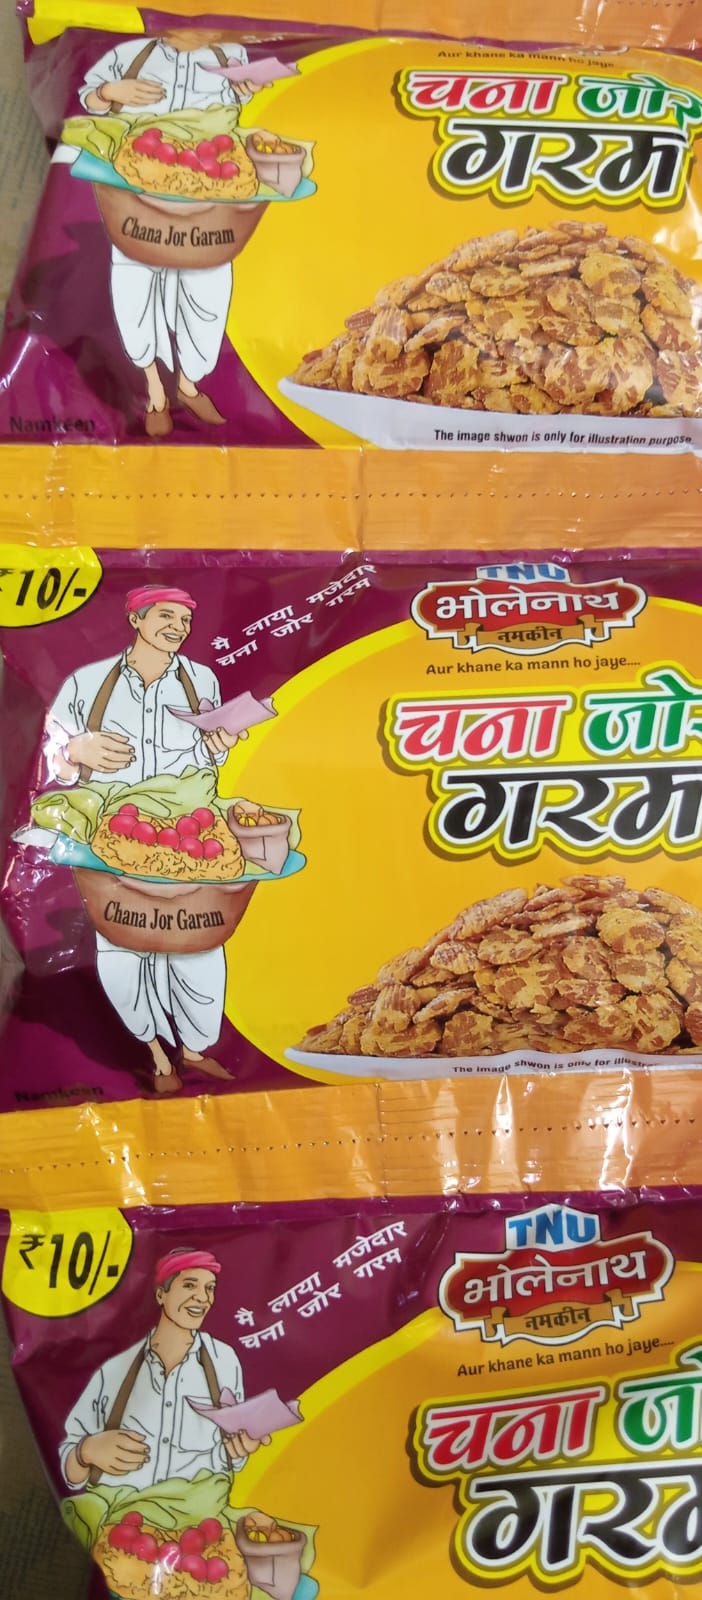 Aur khane ka mann ho jaye....
चना जोर
गरम
Chana Jor Garam
Namkeen
The image shwon is only for illustration purpose
₹10/-
मै लाया मजेदार
चना जोर गरम
TNU
भोलेनाथ
नमकीन
Aur khane ka mann ho jaye....
चना जोर
गरम
Chana Jor Garam
Namkeen
The image shwon is only for
₹10/-
मै लाया मजेदार
चना जोर गरम
TNU
भोलेनाथ
नमकीन
Aur khane ka mann ho jaye....
चना जो
गरम